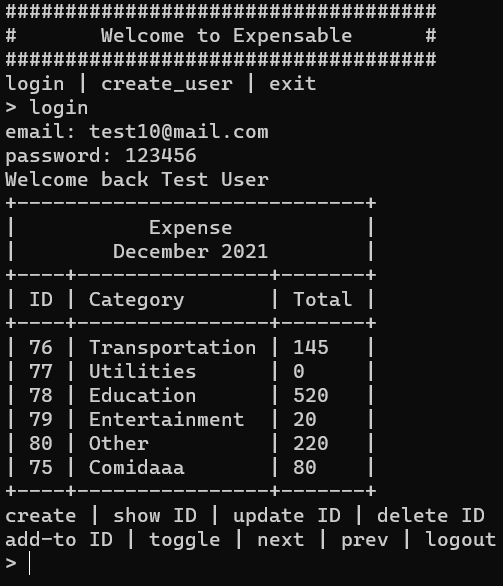 ####################################
#       Welcome to Expensable      #
####################################
login | create_user | exit
> login
email: test10@mail.com
password: 123456
Welcome back Test User
+-----------------------------+
|           Expense           |
|        December 2021        |
+----+----------------+-------+
| ID | Category       | Total |
+----+----------------+-------+
| 76 | Transportation | 145   |
| 77 | Utilities      | 0     |
| 78 | Education      | 520   |
| 79 | Entertainment  | 20    |
| 80 | Other          | 220   |
| 75 | Comidaaa       | 80    |
+----+----------------+-------+
create | show ID | update ID | delete ID
add-to ID | toggle | next | prev | logout
>